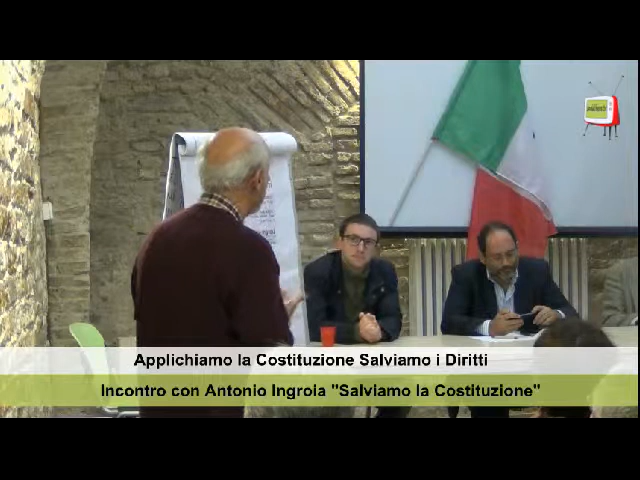 Applichiamo la Costituzione Salviamo i Diritti
Incontro con Antonio Ingroia "Salviamo la Costituzione"